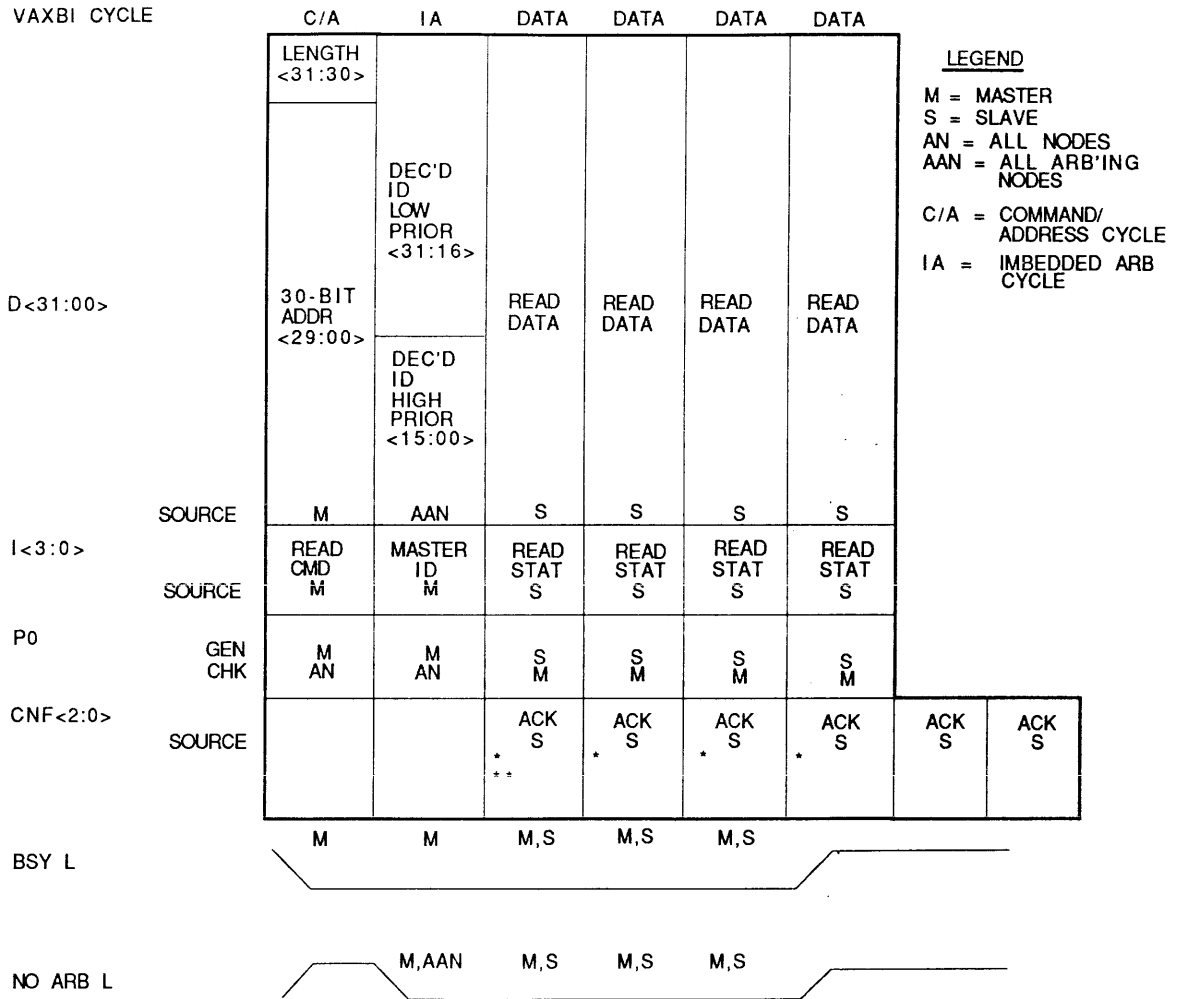 VAXBI CYCLE C/A IA DATA DATA DATA DATA
LENGTH
<31:30>
LEGEND
M = MASTER
S = SLAVE
AN = ALL NODES
AAN = ALL ARB'ING
NODES
C/A = COMMAND/
ADDRESS CYCLE
IA = IMBEDDED ARB
CYCLE
DEC'D
ID
LOW
PRIOR
<31:16>
D<31:00>
30-BIT
ADDR
<29:00>
READ
DATA
READ
DATA
READ
DATA
READ
DATA
DEC'D
ID
HIGH
PRIOR
<15:00>
SOURCE M AAN S S S S
I<3:0>
READ MASTER READ READ READ READ
CMD ID STAT STAT STAT STAT
SOURCE M M S S S S
P0
GEN M M S S S S
CHK AN AN M M M M
CNF<2:0>
ACK ACK ACK ACK ACK ACK
SOURCE S S S S S S
* * * *
**
M M M,S M,S M,S
BSY L
M,AAN M,S M,S M,S
NO ARB L